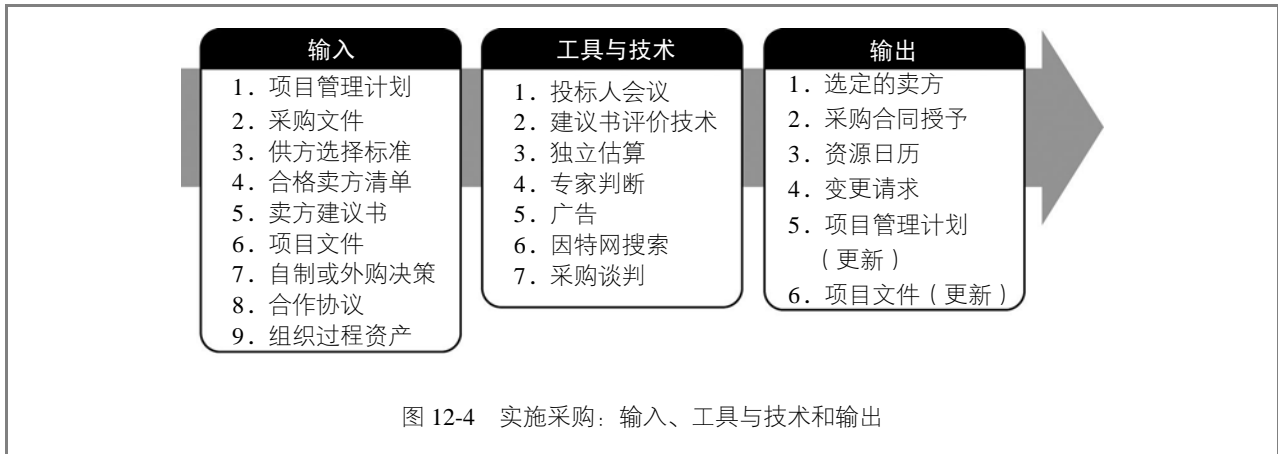 输入
1. 项目管理计划
2. 采购文件
3. 供方选择标准
4. 合格卖方清单
5. 卖方建议书
6. 项目文件
7. 自制或外购决策
8. 合作协议
9. 组织过程资产
工具与技术
1. 投标人会议
2. 建议书评价技术
3. 独立估算
4. 专家判断
5. 广告
6. 因特网搜索
7. 采购谈判
输出
1. 选定的卖方
2. 采购合同授予
3. 资源日历
4. 变更请求
5. 项目管理计划
（更新）
6. 项目文件（更新）
图 12-4 实施采购：输入、工具与技术和输出